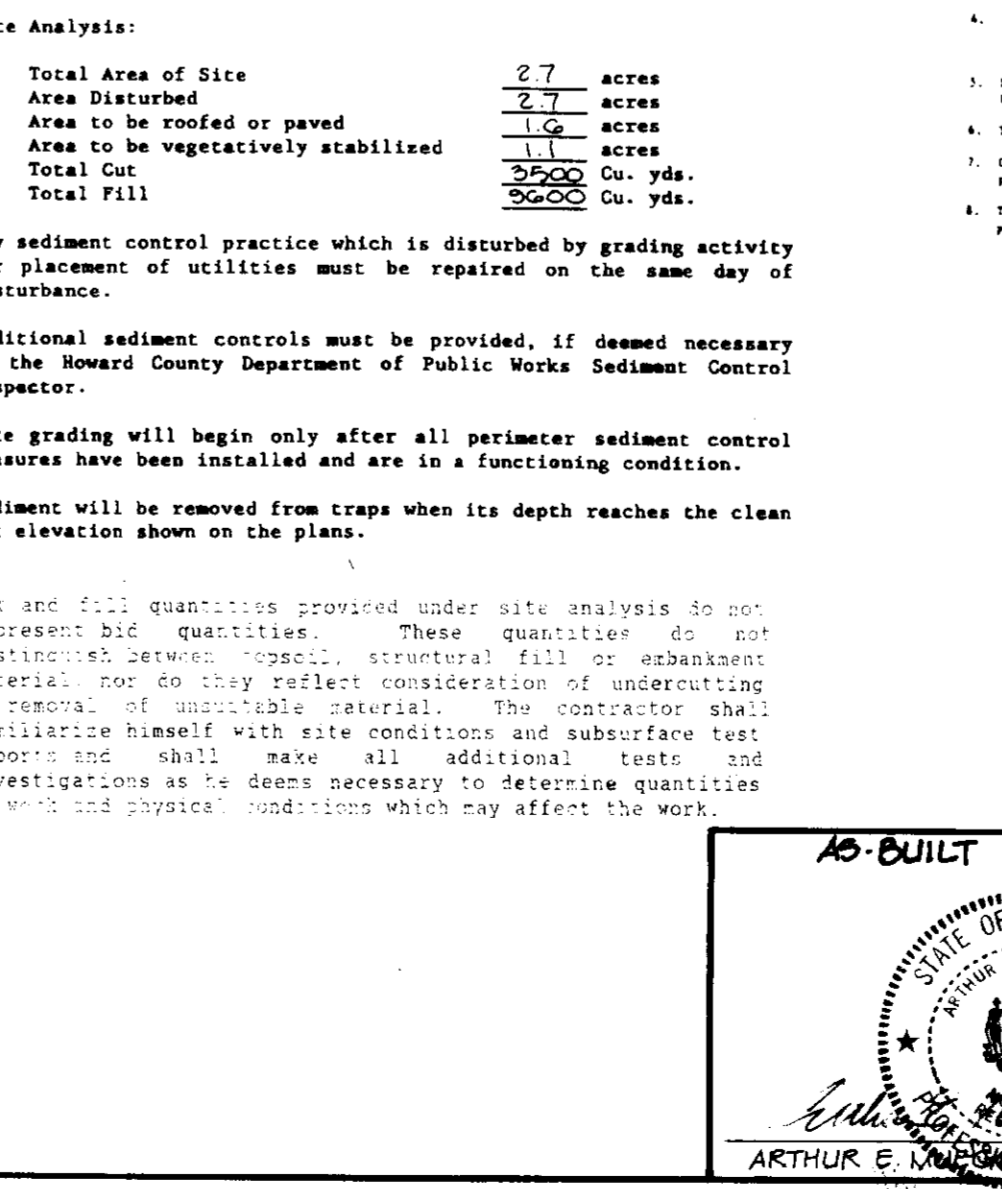 te Analysis:
Total Area of Site 2.7 acres
Area Disturbed 2.7 acres
Area to be roofed or paved 1.6 acres
Area to be vegetatively stabilized 1.1 acres
Total Cut 3500 Cu. yds.
Total Fill 9600 Cu. yds.
y sediment control practice which is disturbed by grading activity
r placement of utilities must be repaired on the same day of
sturbance.
ditional sediment controls must be provided, if deemed necessary
the Howard County Department of Public Works Sediment Control
spector.
te grading will begin only after all perimeter sediment control
asures have been installed and are in a functioning condition.
diment will be removed from traps when its depth reaches the clean
t elevation shown on the plans.
t and fill quantities provided under site analysis do not
present bid quantities. These quantities do not
stinguish between topsoil, structural fill or embankment
terial, nor do they reflect consideration of undercutting
removal of unsuitable material. The contractor shall
miliarize himself with site conditions and subsurface test
ports and shall make all additional tests and
vestigations as he deems necessary to determine quantities
work and physical conditions which may affect the work.
4.
5.
6.
7.
8.
AS-BUILT
STATE OF
ARTHUR
PROFESS
ARTHUR E.